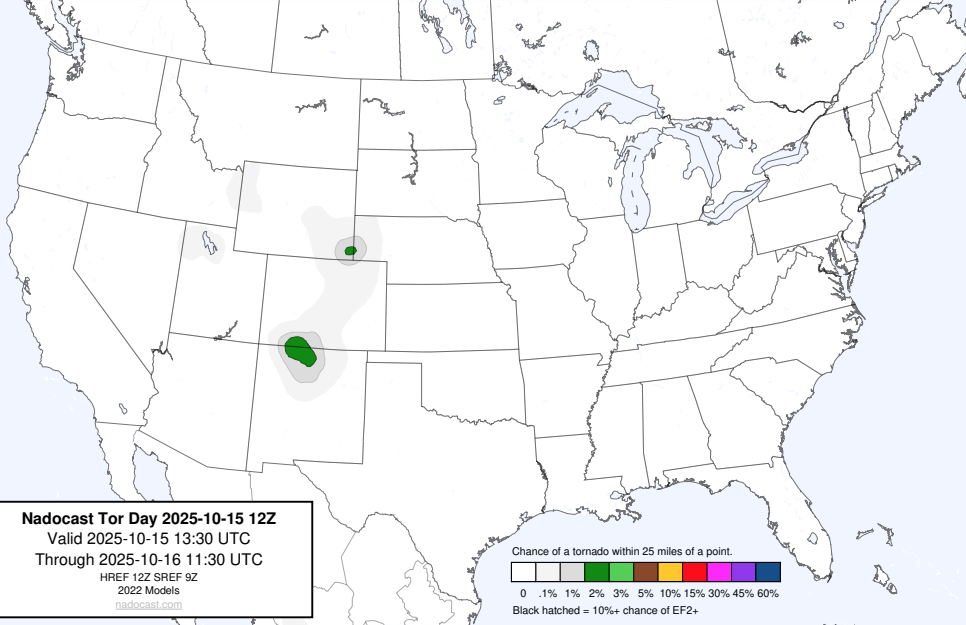 Nadocast Tor Day 2025-10-15 12Z
Valid 2025-10-15 13:30 UTC
Through 2025-10-16 11:30 UTC
HREF 12Z SREF 9Z
2022 Models
nadocast.com
Chance of a tornado within 25 miles of a point.
0 .1% 1% 2% 3% 5% 10% 15% 30% 45% 60%
Black hatched = 10%+ chance of EF2+